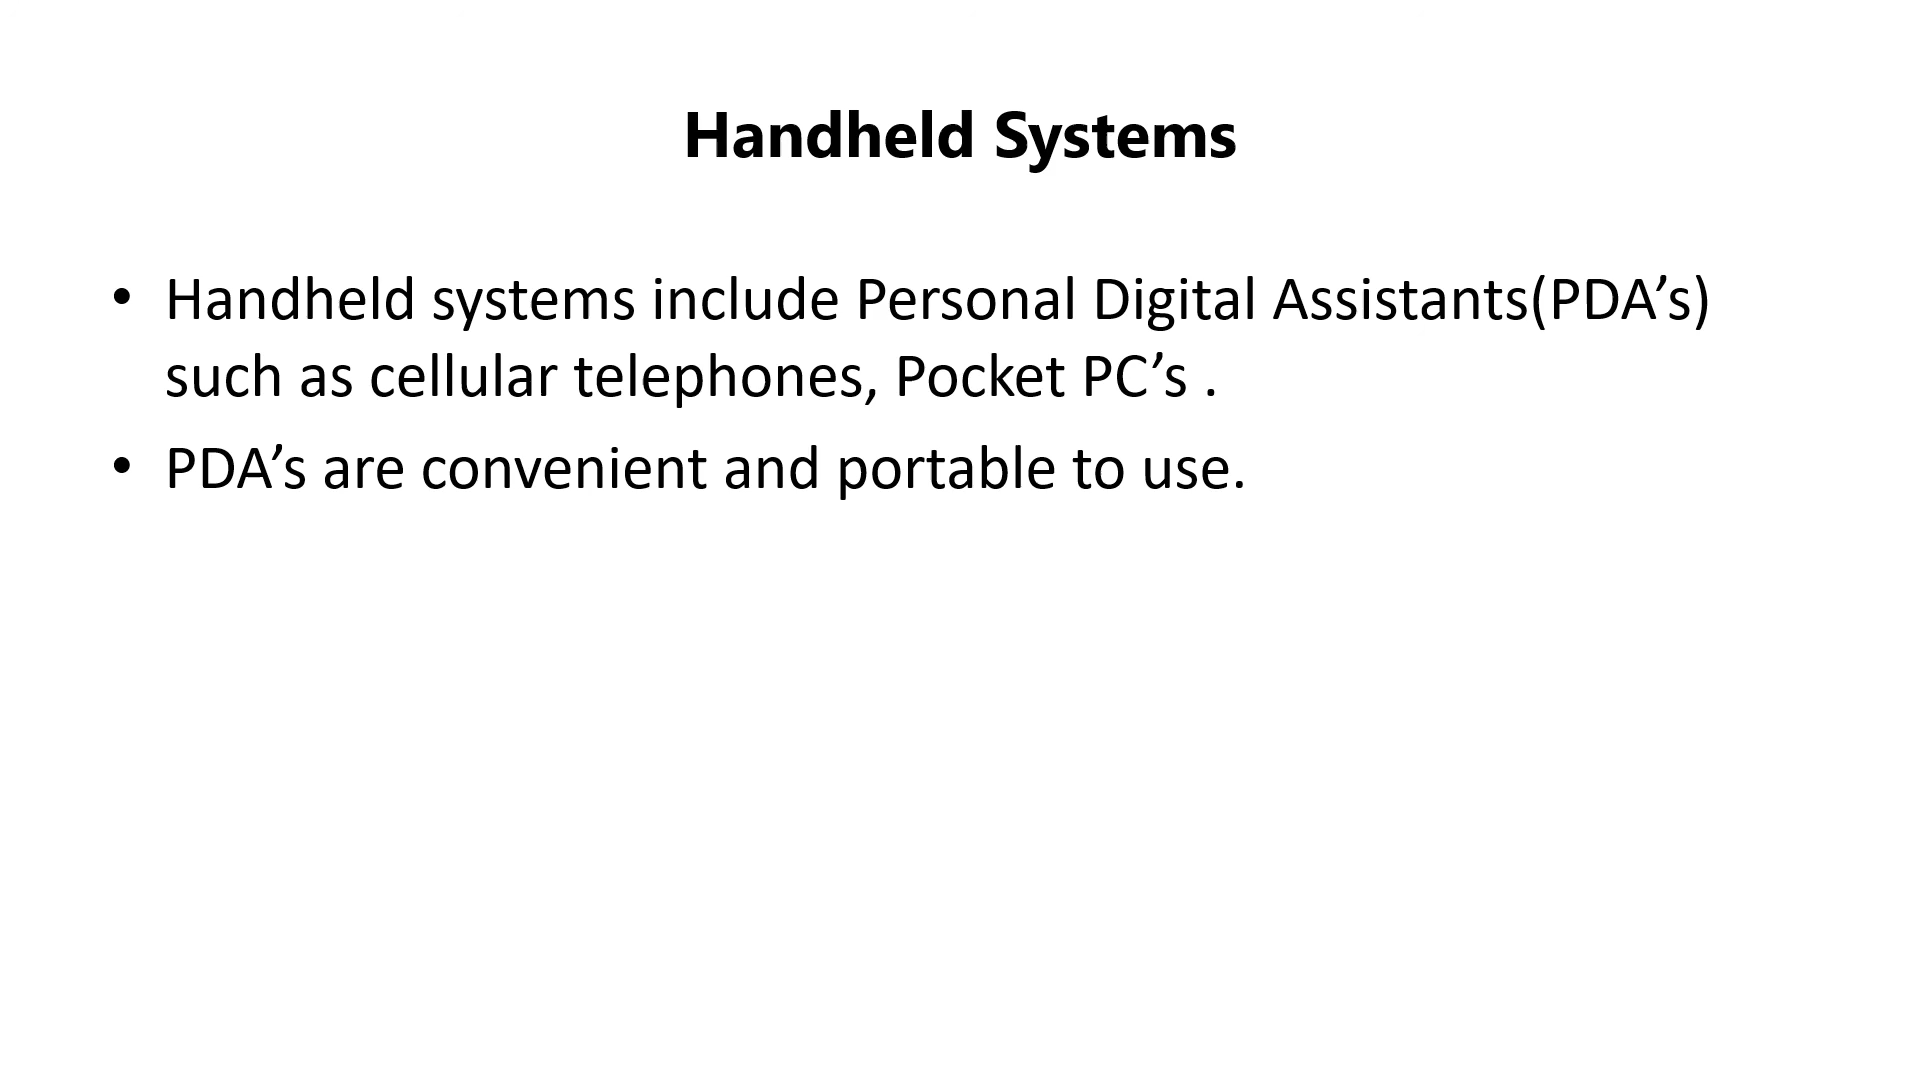 Handheld Systems
• Handheld systems include Personal Digital Assistants(PDA’s)
such as cellular telephones, Pocket PC’s .
• PDA’s are convenient and portable to use.